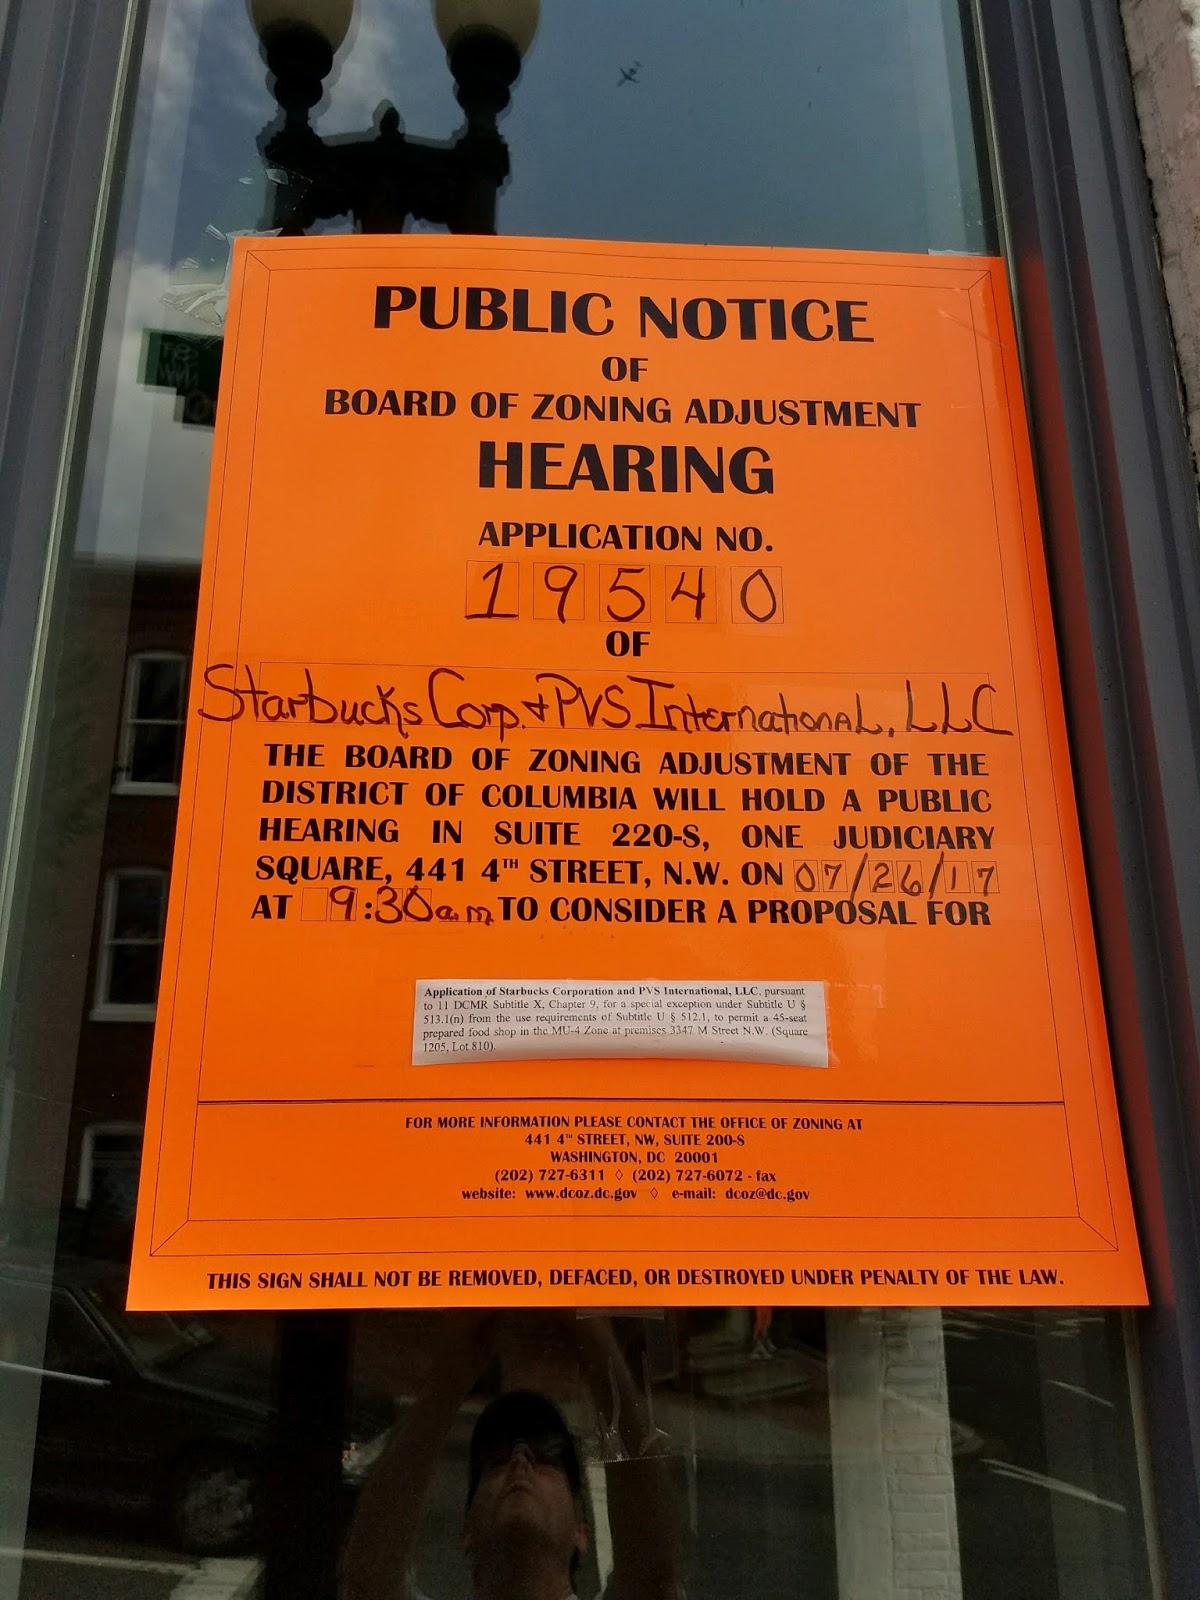 PUBLIC NOTICE
OF
BOARD OF ZONING ADJUSTMENT
HEARING
APPLICATION NO.
19540
OF
Starbucks Corp. + PVS International, LLC
THE BOARD OF ZONING ADJUSTMENT OF THE
DISTRICT OF COLUMBIA WILL HOLD A PUBLIC
HEARING IN SUITE 220-S, ONE JUDICIARY
SQUARE, 441 4TH STREET, N.W. ON 07/26/17
AT 9:30a.m. TO CONSIDER A PROPOSAL FOR
Application of Starbucks Corporation and PVS International, LLC, pursuant
to 11 DCMR Subtitle X, Chapter 9, for a special exception under Subtitle U §
513.1(n) from the use requirements of Subtitle U § 512.1, to permit a 45-seat
prepared food shop in the MU-4 Zone at premises 3347 M Street N.W. (Square
1205, Lot 810).
FOR MORE INFORMATION PLEASE CONTACT THE OFFICE OF ZONING AT
441 4TH STREET, NW, SUITE 200-S
WASHINGTON, DC 20001
(202) 727-6311 ◊ (202) 727-6072 - fax
website: www.dcoz.dc.gov ◊ e-mail: dcoz@dc.gov
THIS SIGN SHALL NOT BE REMOVED, DEFACED, OR DESTROYED UNDER PENALTY OF THE LAW.